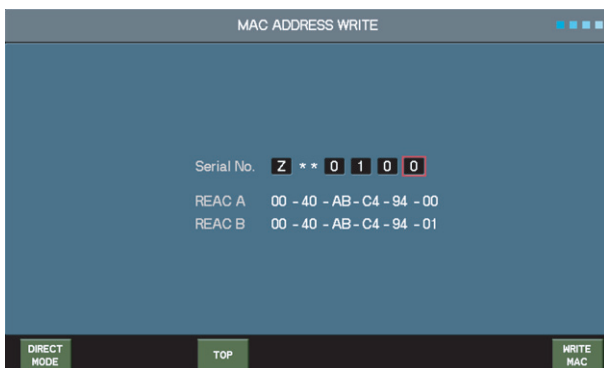 MAC ADDRESS WRITE
Serial No. Z * * 0 1 0 0
REAC A 00 - 40 - AB - C4 - 94 - 00
REAC B 00 - 40 - AB - C4 - 94 - 01
DIRECT
MODE
TOP
WRITE
MAC